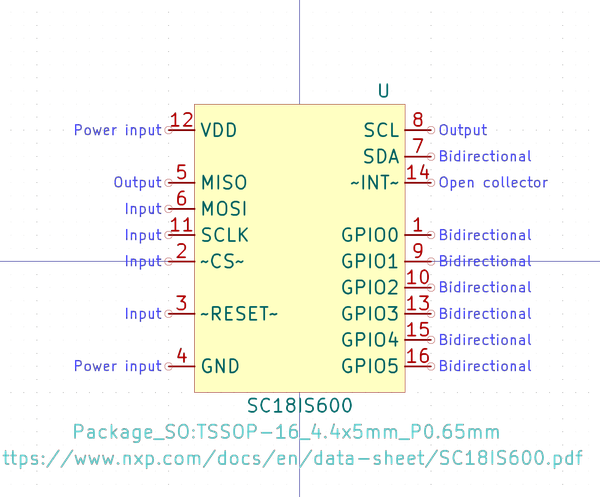 U
Power input 12 VDD SCL 8 Output
SDA 7 Bidirectional
Output 5 MISO ~INT~ 14 Open collector
Input 6 MOSI
Input 11 SCLK GPIO0 1 Bidirectional
Input 2 ~CS~ GPIO1 9 Bidirectional
GPIO2 10 Bidirectional
Input 3 ~RESET~ GPIO3 13 Bidirectional
GPIO4 15 Bidirectional
Power input 4 GND GPIO5 16 Bidirectional
SC18IS600
Package_SO:TSSOP-16_4.4x5mm_P0.65mm
ttps://www.nxp.com/docs/en/data-sheet/SC18IS600.pdf